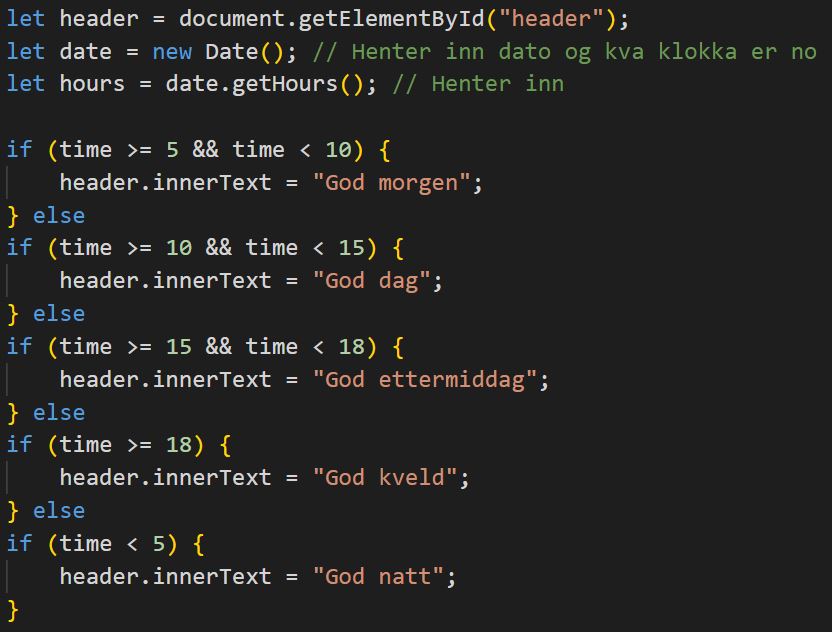 let header = document.getElementById("header");
let date = new Date(); // Henter inn dato og kva klokka er no
let hours = date.getHours(); // Henter inn

if (time >= 5 && time < 10) {
    header.innerText = "God morgen";
} else
if (time >= 10 && time < 15) {
    header.innerText = "God dag";
} else
if (time >= 15 && time < 18) {
    header.innerText = "God ettermiddag";
} else
if (time >= 18) {
    header.innerText = "God kveld";
} else
if (time < 5) {
    header.innerText = "God natt";
}